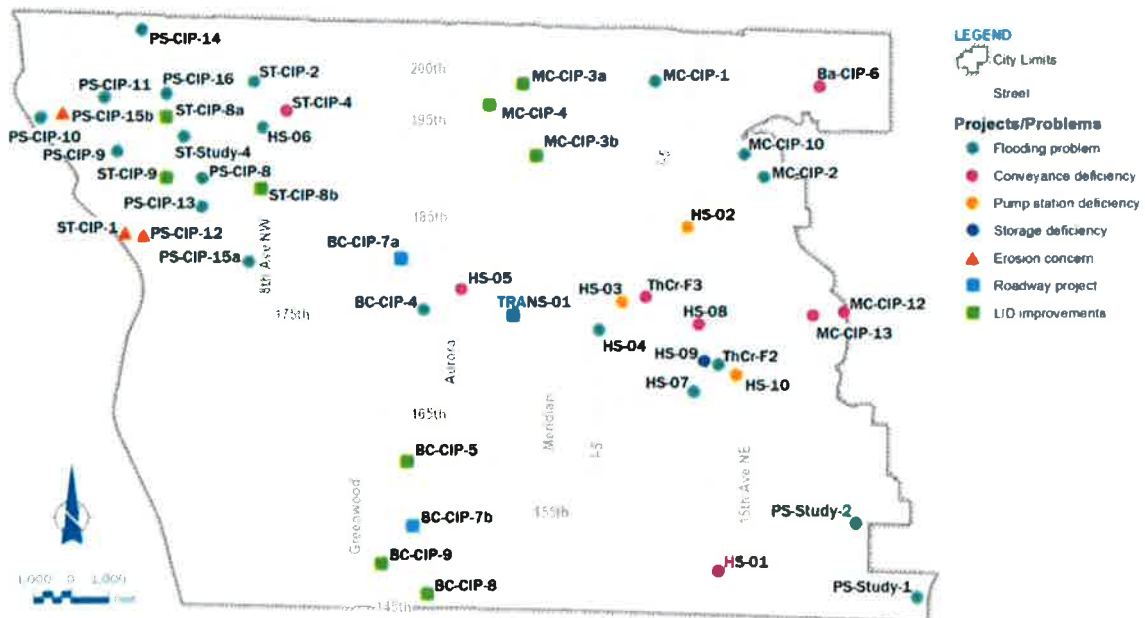 PS-CIP-14
PS-CIP-11
PS-CIP-16
ST-CIP-2
200th
MC-CIP-3a
MC-CIP-1
Ba-CIP-6
PS-CIP-15b
ST-CIP-8a
ST-CIP-4
MC-CIP-4
195th
PS-CIP-10
HS-06
PS-CIP-9
ST-Study-4
MC-CIP-3b
I-5
MC-CIP-10
ST-CIP-9
PS-CIP-8
MC-CIP-2
ST-CIP-8b
PS-CIP-13
185th
HS-02
ST-CIP-1
PS-CIP-12
8th Ave NW
BC-CIP-7a
PS-CIP-15a
HS-05
HS-03
ThCr-F3
BC-CIP-4
TRANS-01
MC-CIP-12
175th
HS-08
MC-CIP-13
HS-04
Aurora
HS-09
ThCr-F2
HS-07
HS-10
165th
Meridian
I-5
BC-CIP-5
15th Ave NE
Greenwood
155th
PS-Study-2
BC-CIP-7b
BC-CIP-9
HS-01
BC-CIP-8
PS-Study-1
145th
1,000 0 1,000
Feet
LEGEND
City Limits
Street
Projects/Problems
Flooding problem
Conveyance deficiency
Pump station deficiency
Storage deficiency
Erosion concern
Roadway project
LID improvements